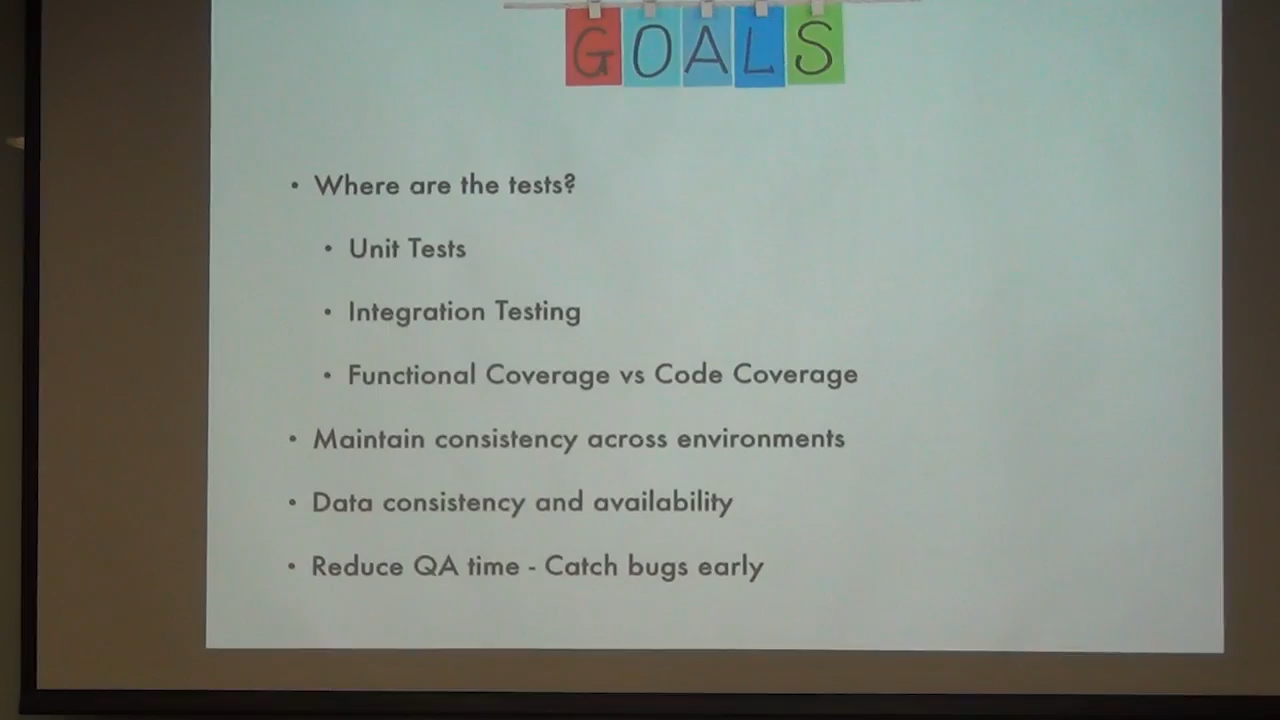 GOALS
• Where are the tests?
• Unit Tests
• Integration Testing
• Functional Coverage vs Code Coverage
• Maintain consistency across environments
• Data consistency and availability
• Reduce QA time - Catch bugs early